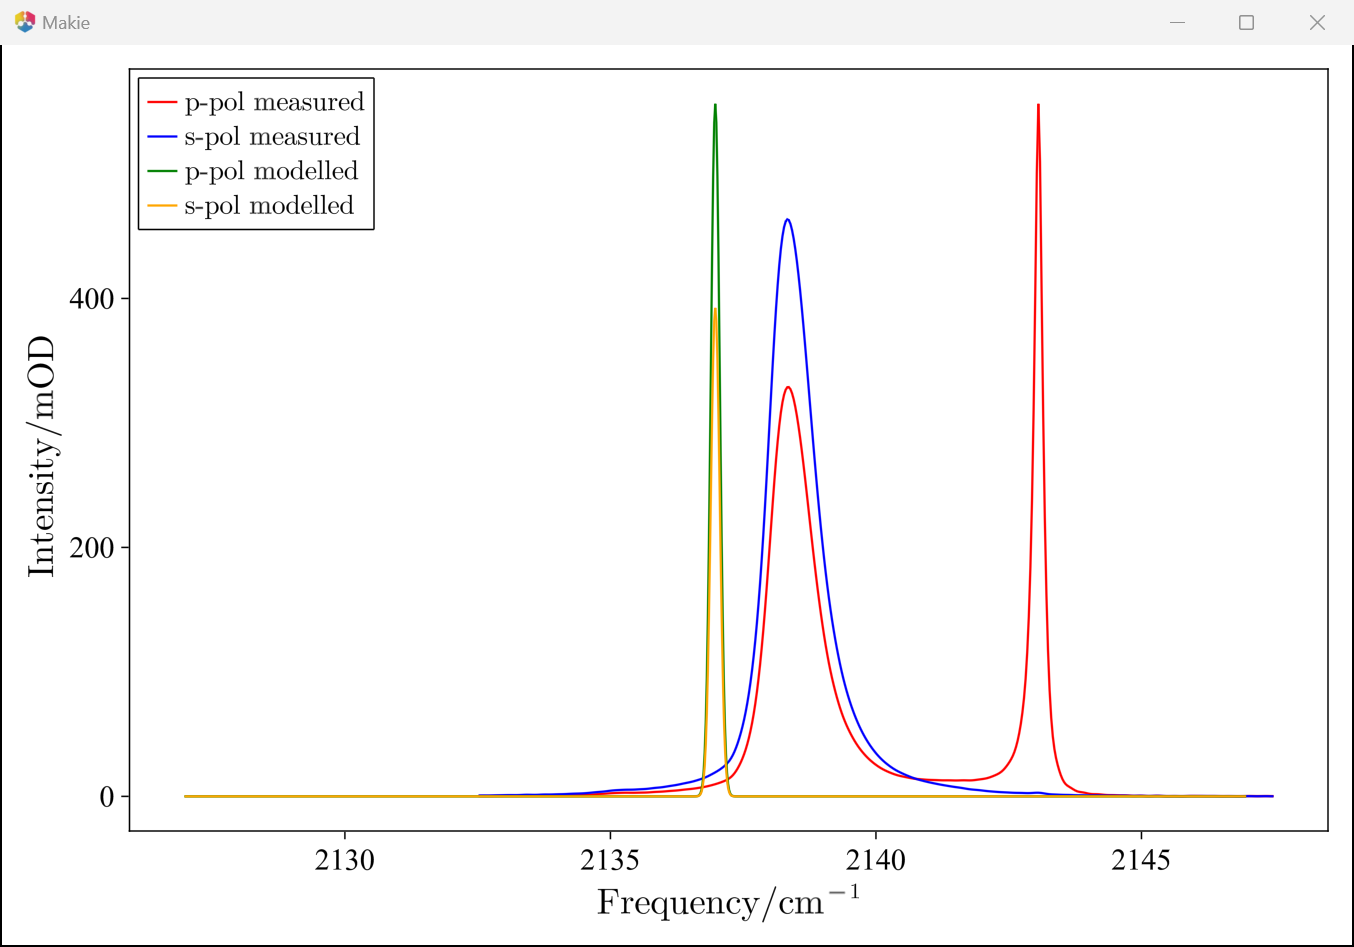 Makie
p-pol measured
s-pol measured
p-pol modelled
s-pol modelled
400
200
0
Intensity/mOD
2130 2135 2140 2145
Frequency/cm⁻¹